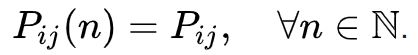 P_{ij}(n) = P_{ij}, ∀n ∈ ℕ.